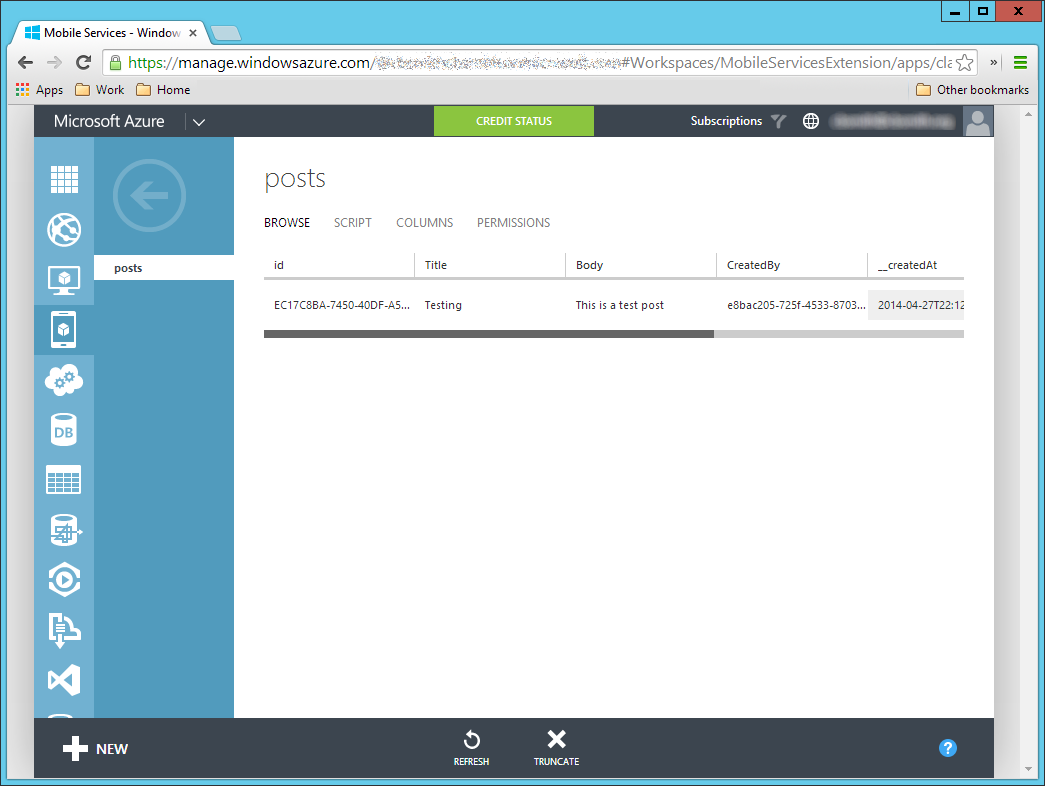 Mobile Services - Window
https://manage.windowsazure.com/ #Workspaces/MobileServicesExtension/apps/cla
Apps Work Home Other bookmarks
Microsoft Azure CREDIT STATUS Subscriptions
posts
BROWSE SCRIPT COLUMNS PERMISSIONS
posts
id Title Body CreatedBy __createdAt
EC17C8BA-7450-40DF-A5... Testing This is a test post e8bac205-725f-4533-8703... 2014-04-27T22:12
DB
NEW REFRESH TRUNCATE ?